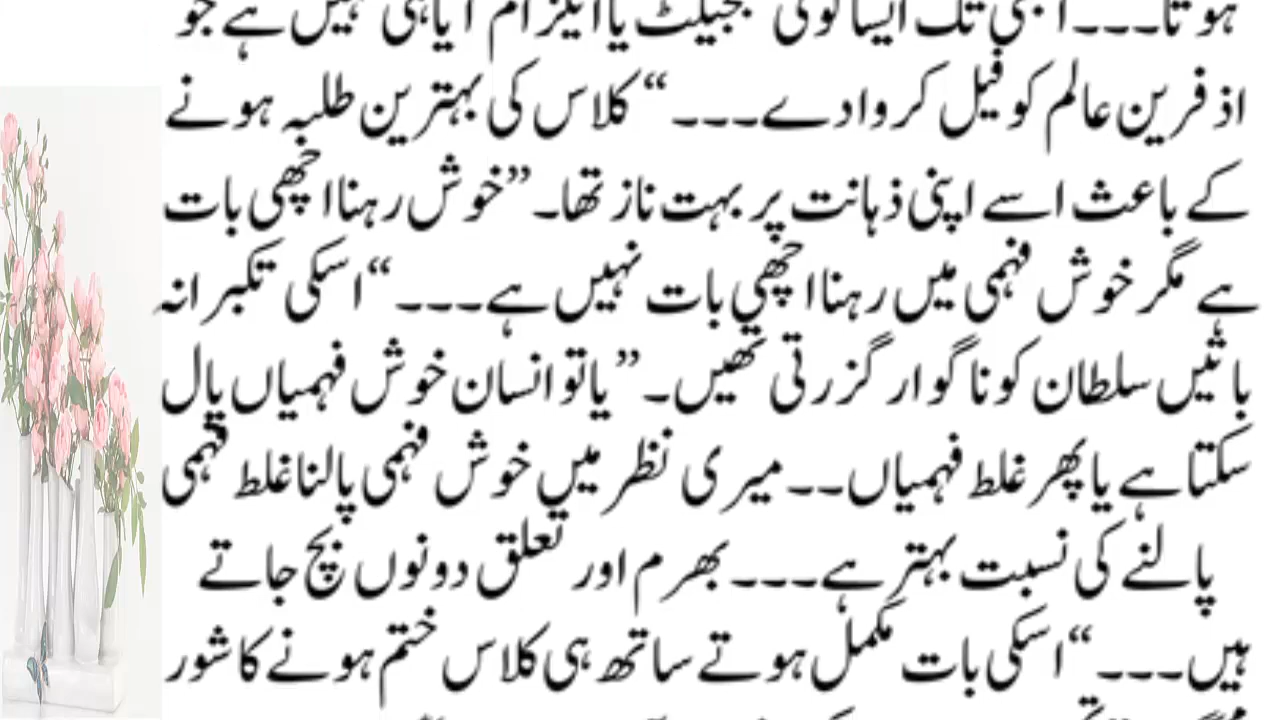 ہوتا۔۔۔ ابھی تک ایسا کوئی سبجیکٹ یا ایگزام آیا ہی نہیں ہے جو
اذفرین عالم کو فیل کروادے۔۔۔“ کلاس کی بہترین طلبہ ہونے
کے باعث اسے اپنی ذہانت پر بہت ناز تھا۔ ”خوش رہنا اچھی بات
ہے مگر خوش فہمی میں رہنا اچھی بات نہیں ہے۔۔۔“ اسکی تکبرانہ
باتیں سلطان کو ناگوار گزرتی تھیں۔ ”یا تو انسان خوش فہمیاں پال
سکتا ہے یا پھر غلط فہمیاں۔۔ میری نظر میں خوش فہمی پالنا غلط فہمی
پالنے کی نسبت بہتر ہے۔۔۔ بھرم اور تعلق دونوں بچ جاتے
ہیں۔۔۔“ اسکی بات مکمل ہوتے ساتھ ہی کلاس ختم ہونے کا شور